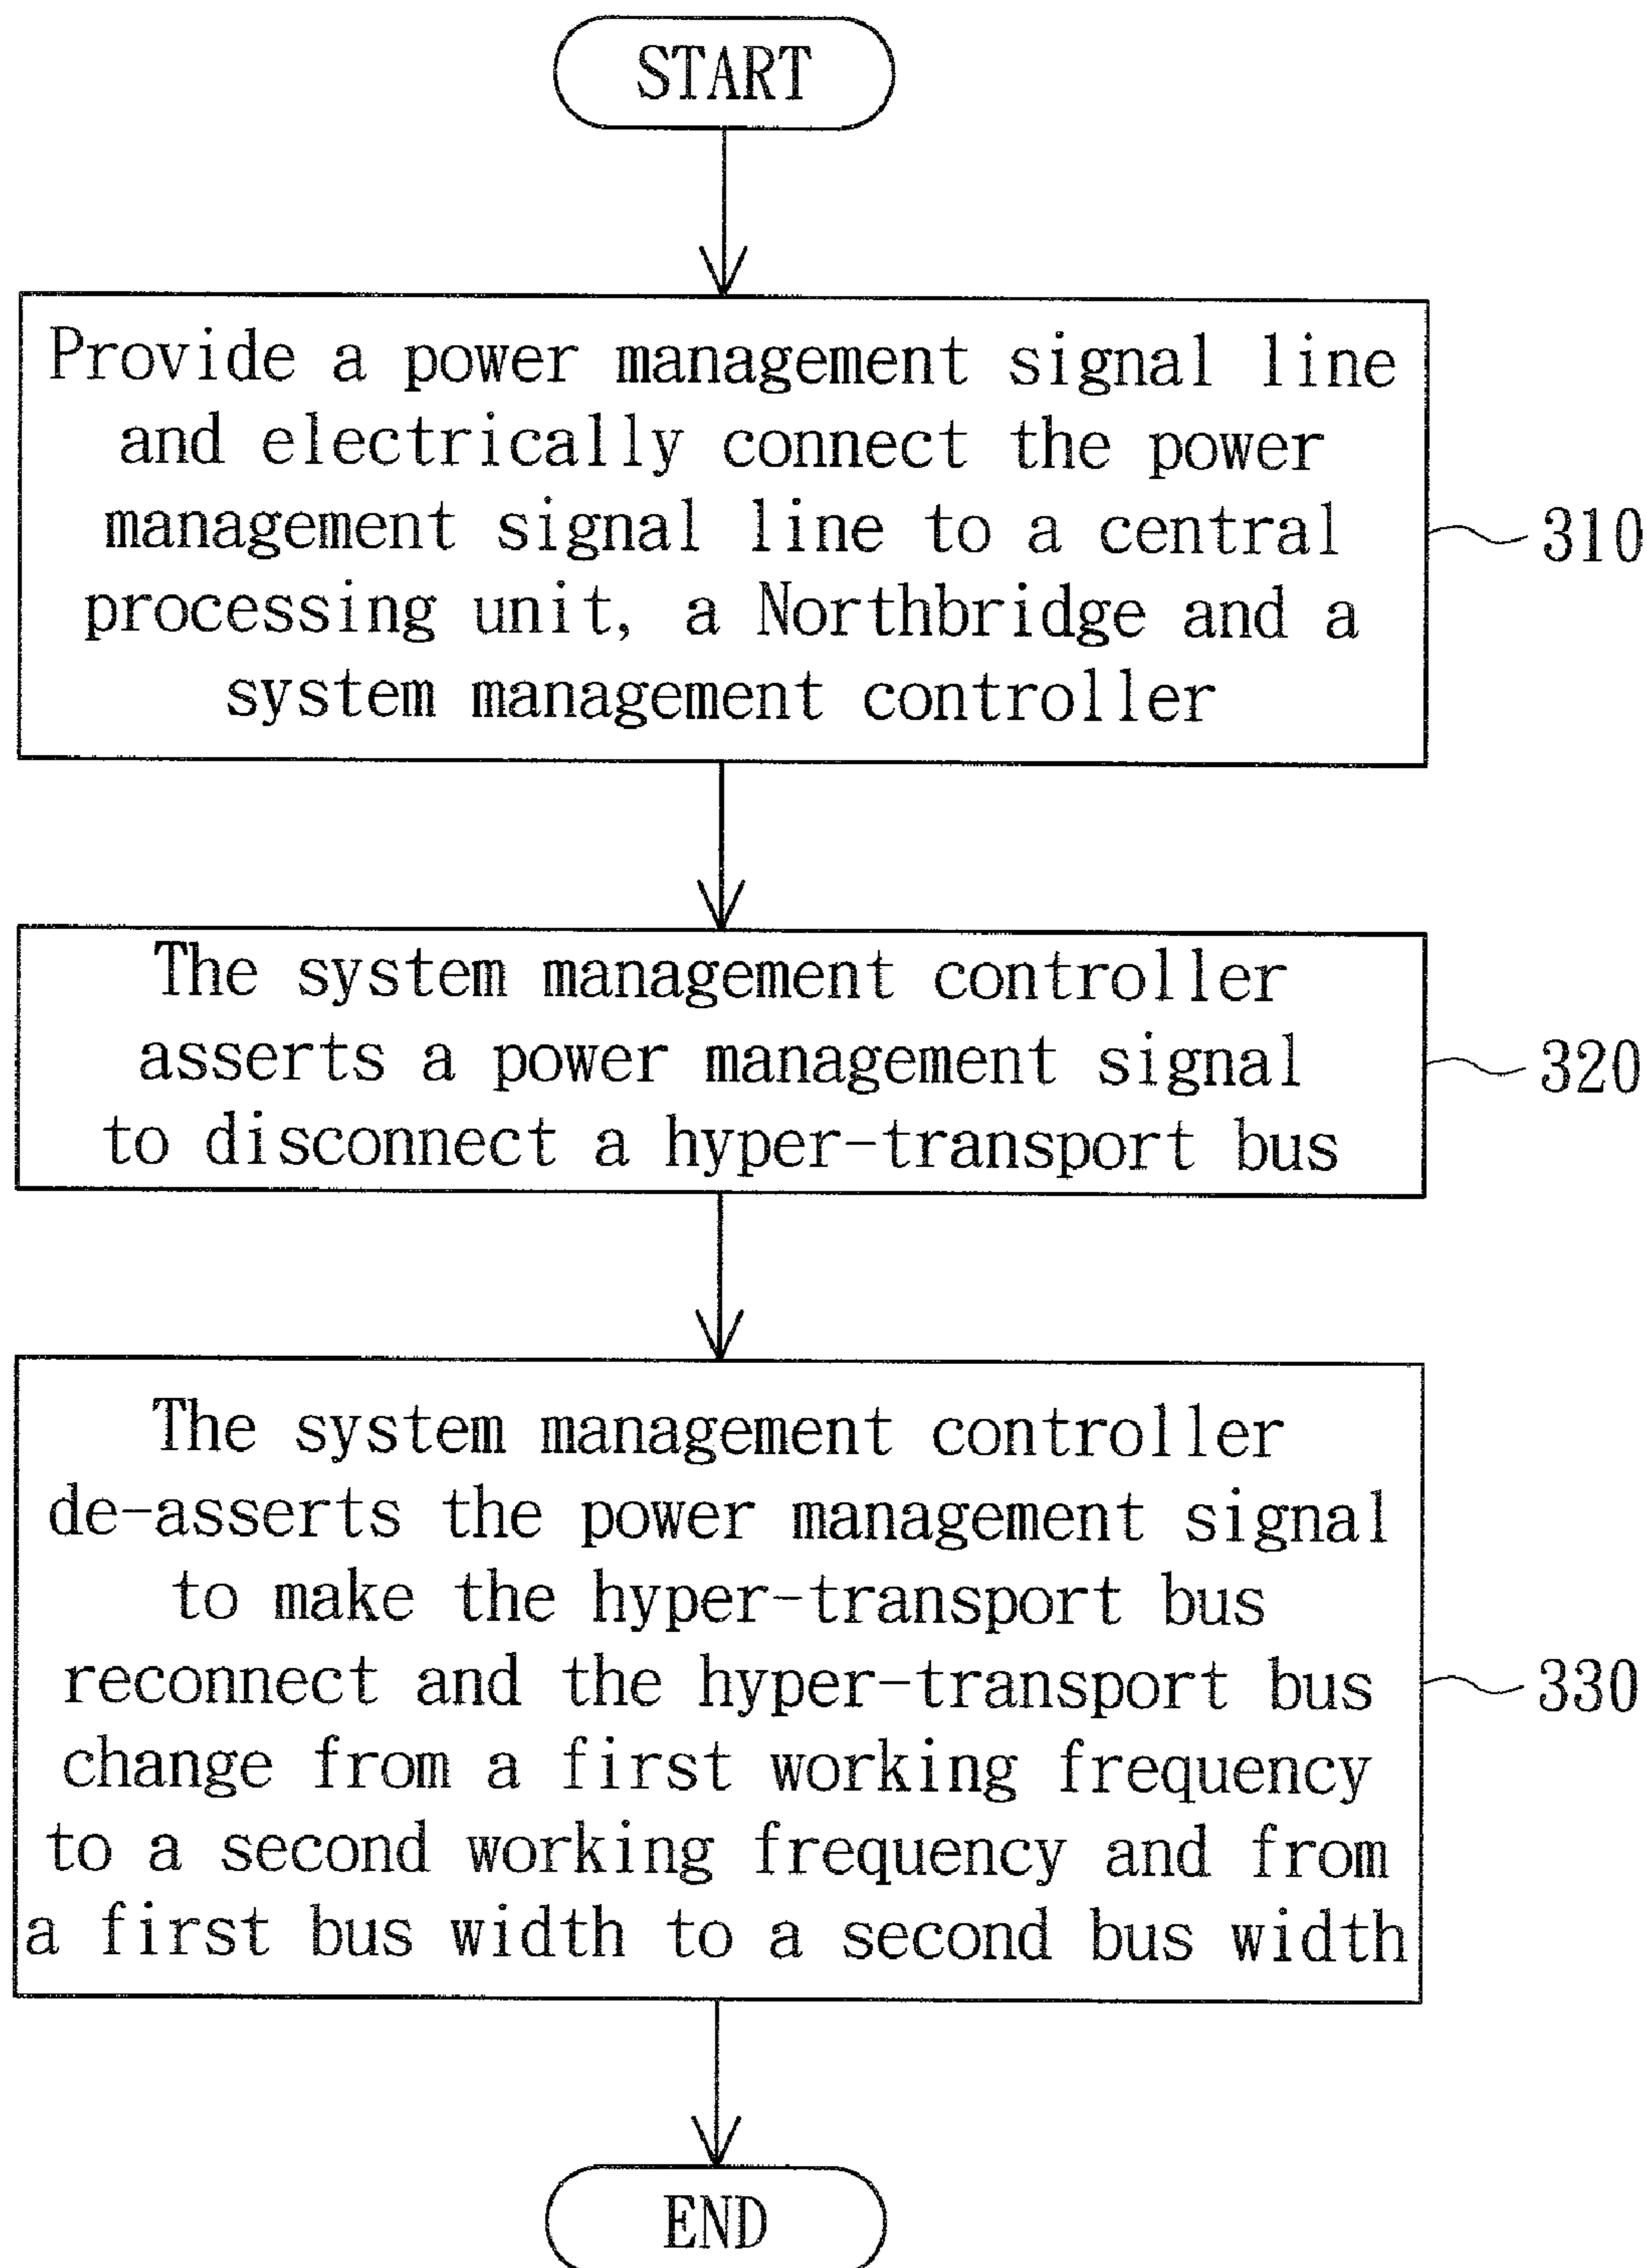 START
Provide a power management signal line
and electrically connect the power
management signal line to a central
processing unit, a Northbridge and a
system management controller
310
The system management controller
asserts a power management signal
to disconnect a hyper-transport bus
320
The system management controller
de-asserts the power management signal
to make the hyper-transport bus
reconnect and the hyper-transport bus
change from a first working frequency
to a second working frequency and from
a first bus width to a second bus width
330
END